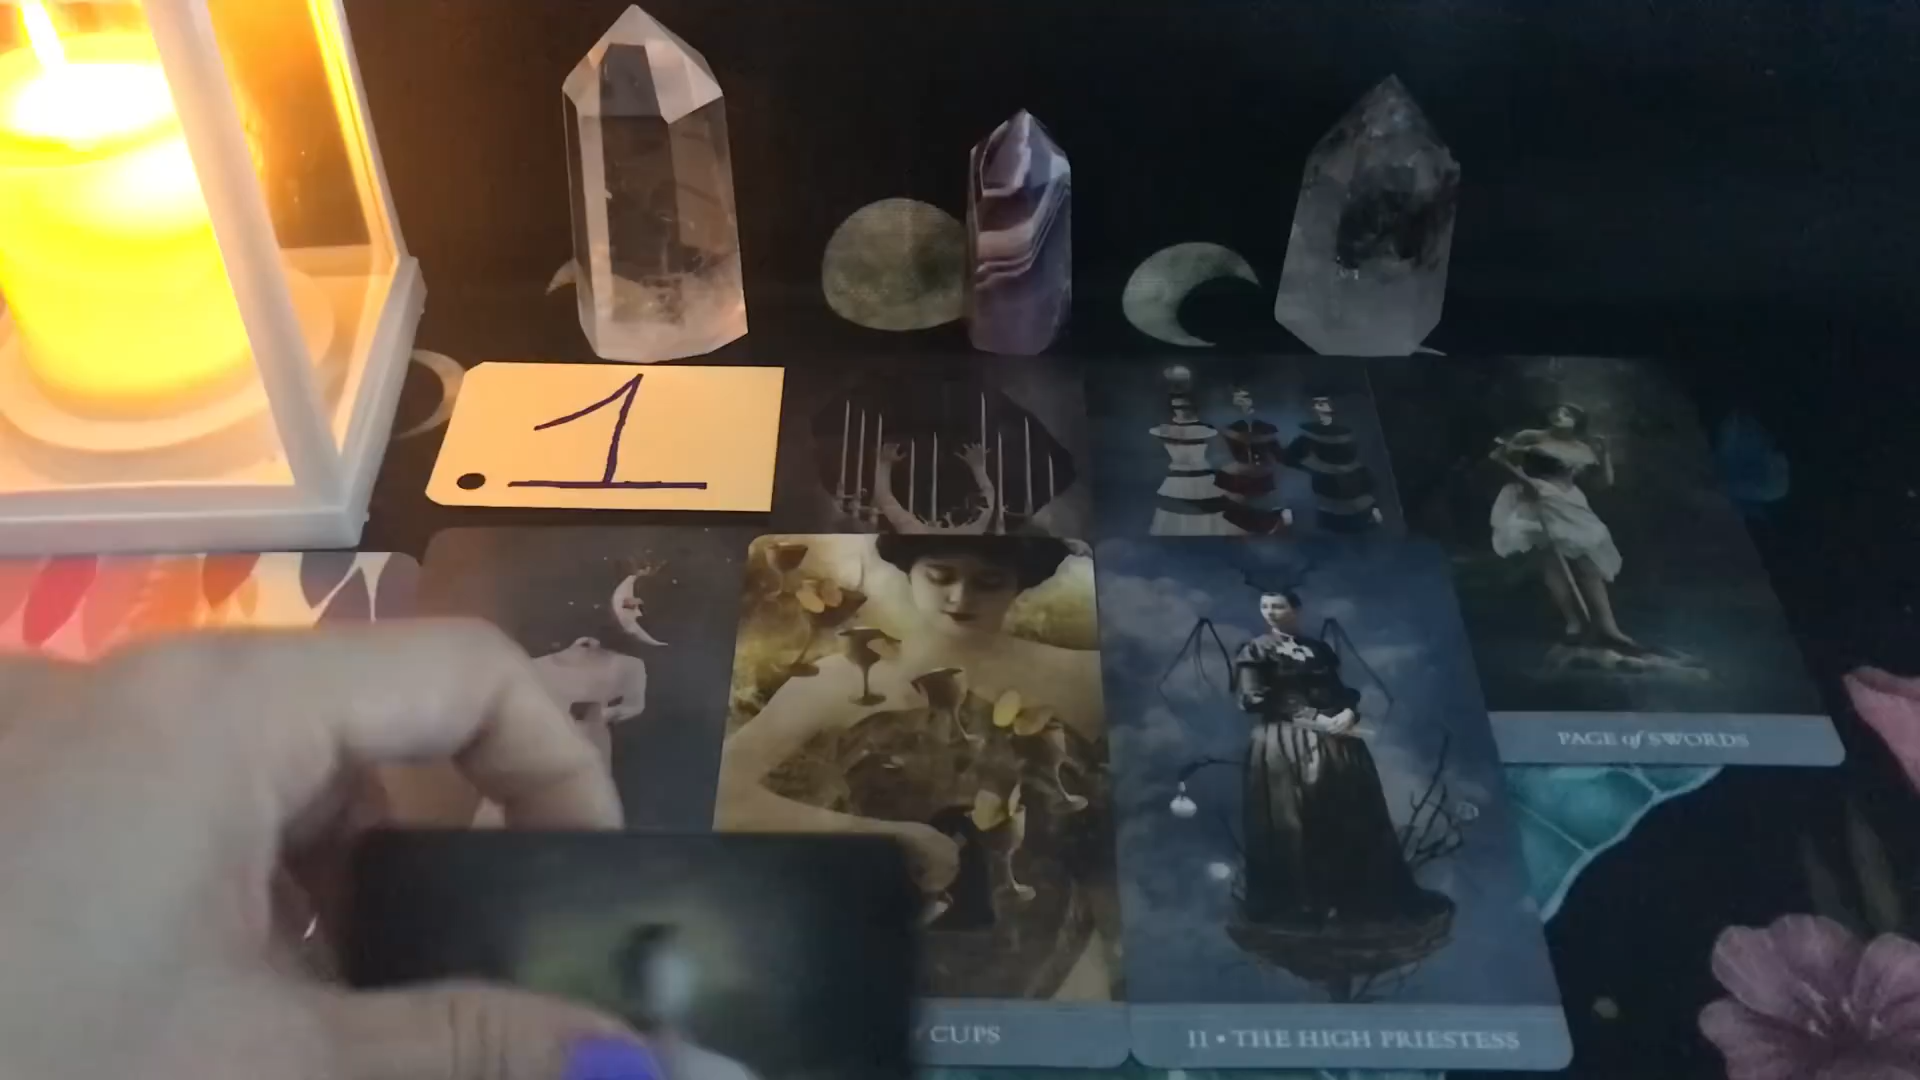 1
PAGE of SWORDS
CUPS
II • THE HIGH PRIESTESS